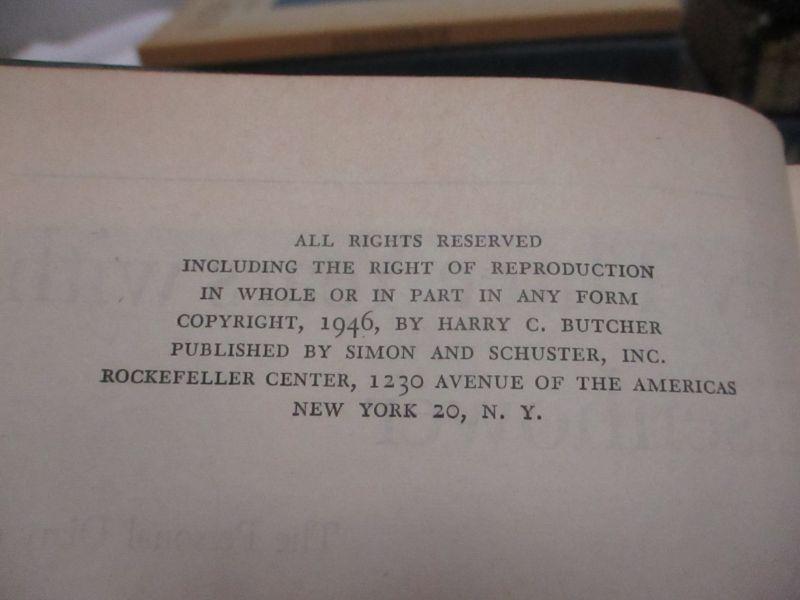 ALL RIGHTS RESERVED
INCLUDING THE RIGHT OF REPRODUCTION
IN WHOLE OR IN PART IN ANY FORM
COPYRIGHT, 1946, BY HARRY C. BUTCHER
PUBLISHED BY SIMON AND SCHUSTER, INC.
ROCKEFELLER CENTER, 1230 AVENUE OF THE AMERICAS
NEW YORK 20, N. Y.